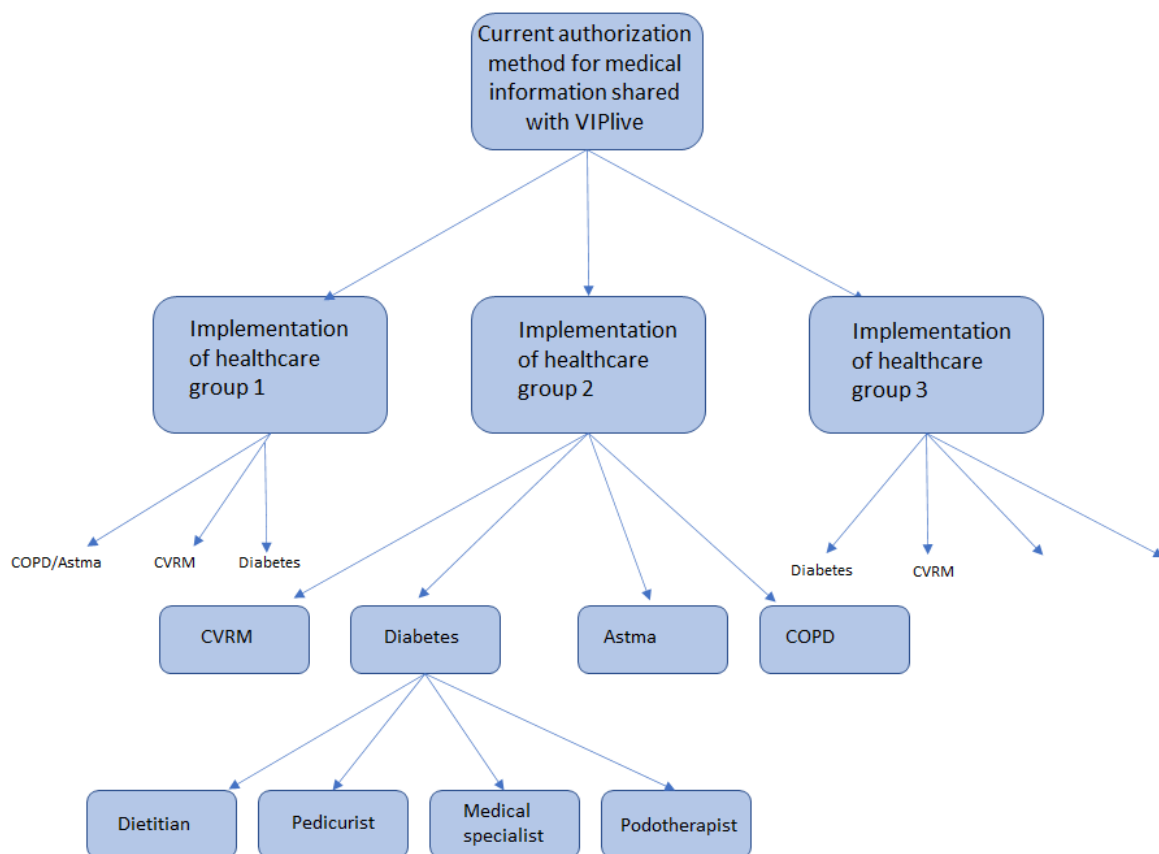 Current authorization
method for medical
information shared
with VIPlive
Implementation
of healthcare
group 1
Implementation
of healthcare
group 2
Implementation
of healthcare
group 3
COPD/Astma
CVRM
Diabetes
Diabetes
CVRM
CVRM
Diabetes
Astma
COPD
Dietitian
Pedicurist
Medical
specialist
Podotherapist